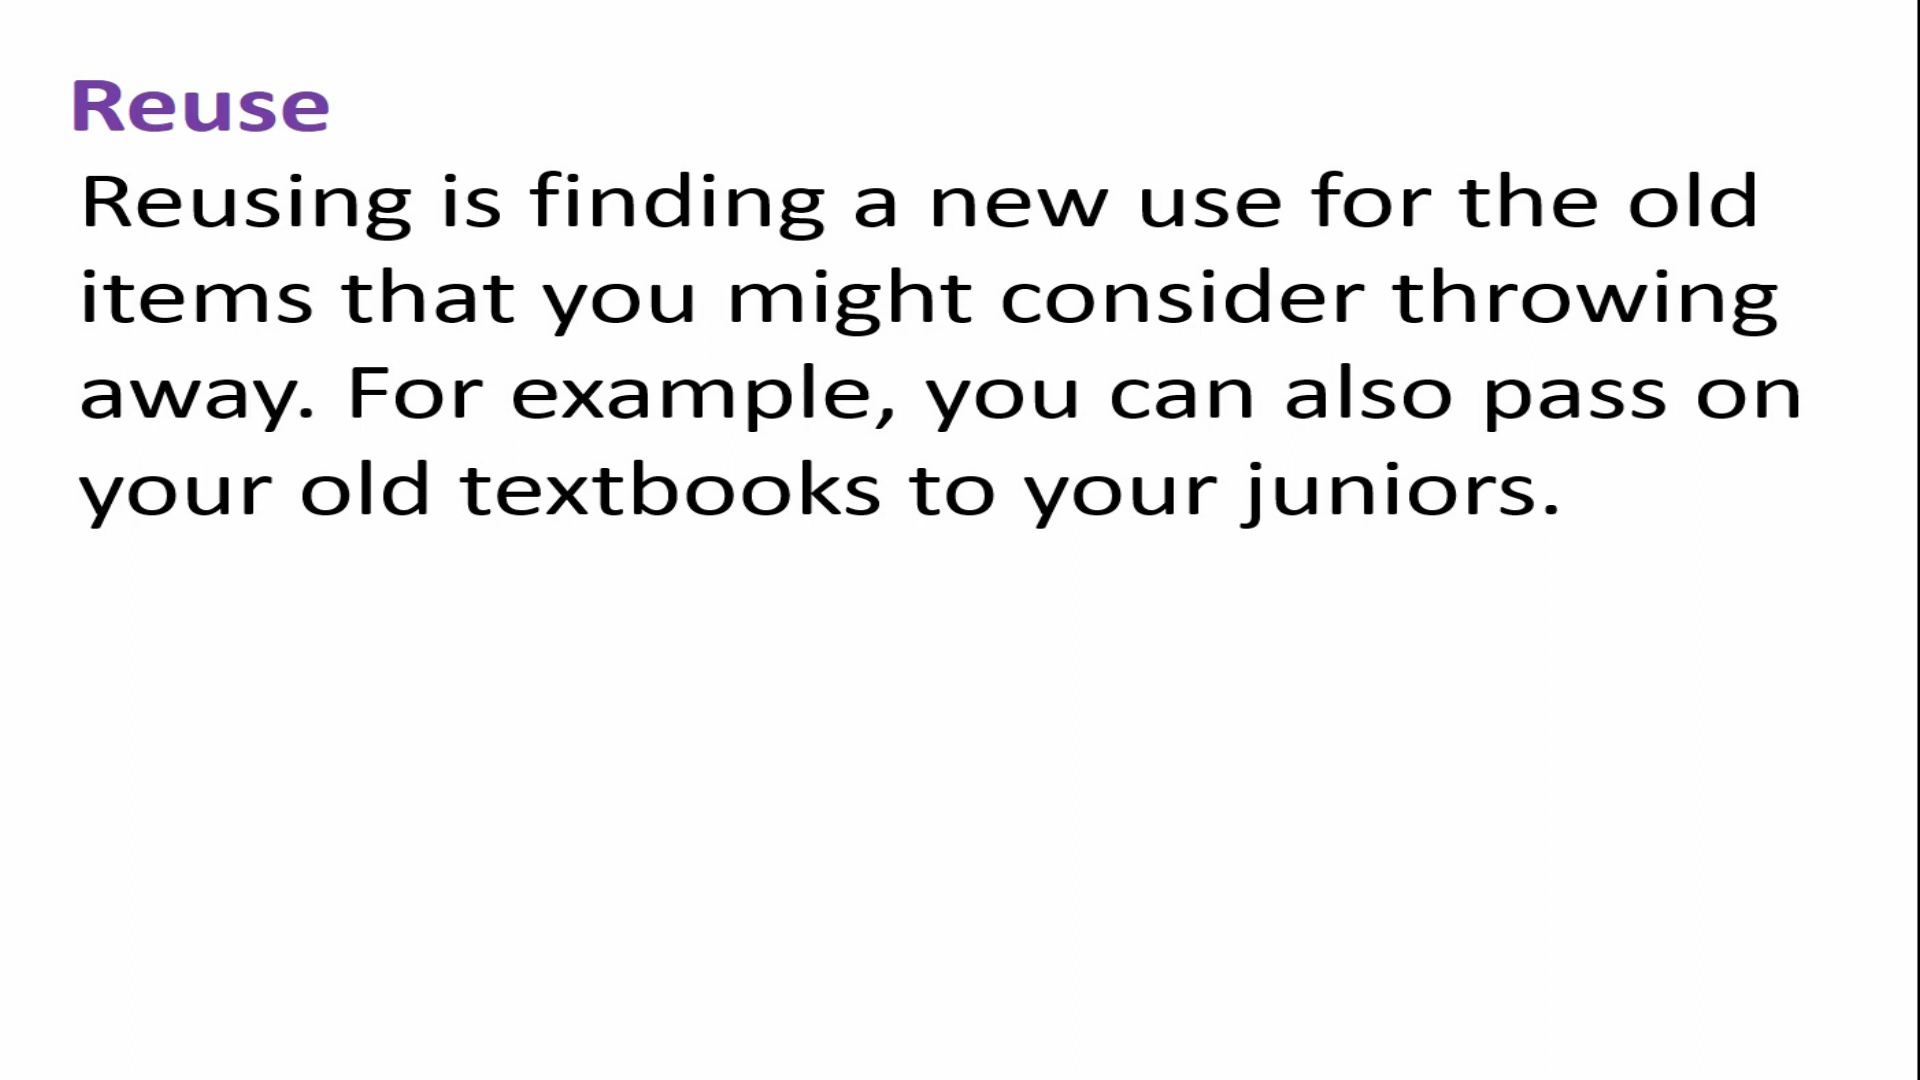 Reuse
Reusing is finding a new use for the old
items that you might consider throwing
away. For example, you can also pass on
your old textbooks to your juniors.